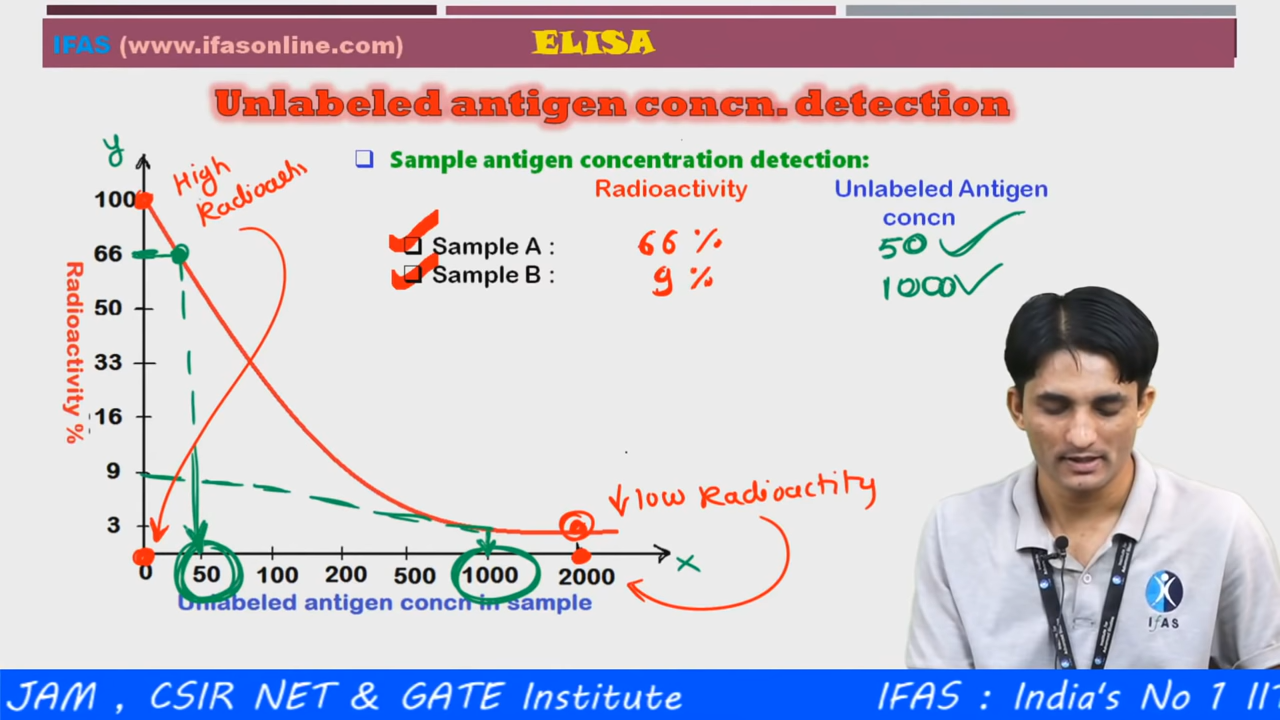 IFAS (www.ifasonline.com)
ELISA
Unlabeled antigen concn. detection
Sample antigen concentration detection:
Radioactivity
Unlabeled Antigen
concn
Sample A : 66 % 50
Sample B : 9 % 1000
High
y
100
66
50
33
16
9
3
Radioactivity %
low Radioactity
x
0 50 100 200 500 1000 2000
Unlabeled antigen concn in sample
IFAS
JAM , CSIR NET & GATE Institute IFAS : India's No 1